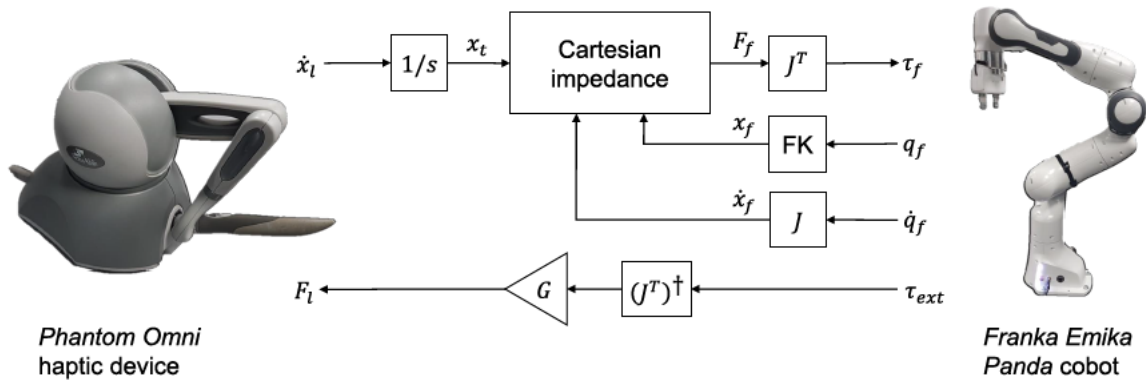 ẋ_l
1/s
x_t
Cartesian
impedance
F_f
J^T
τ_f
x_f
FK
q_f
ẋ_f
J
q̇_f
F_l
G
(J^T)^†
τ_ext
Phantom Omni
haptic device
Franka Emika
Panda cobot